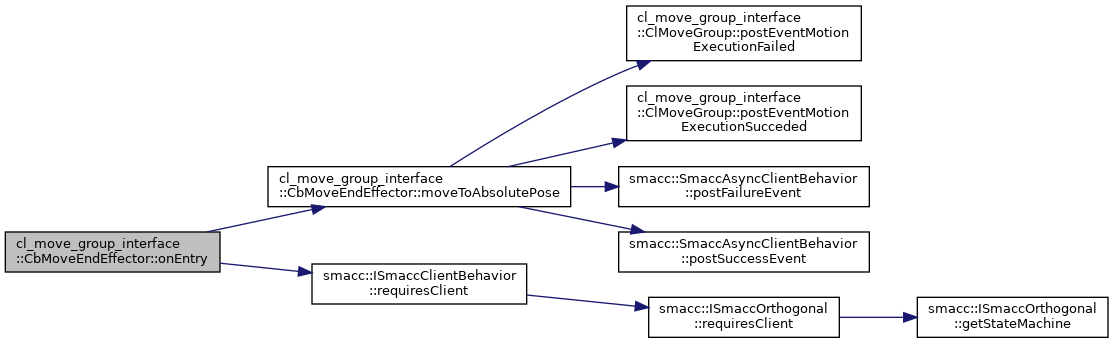 cl_move_group_interface
::ClMoveGroup::postEventMotion
ExecutionFailed
cl_move_group_interface
::ClMoveGroup::postEventMotion
ExecutionSucceded
cl_move_group_interface
::CbMoveEndEffector::moveToAbsolutePose
smacc::SmaccAsyncClientBehavior
::postFailureEvent
smacc::SmaccAsyncClientBehavior
::postSuccessEvent
cl_move_group_interface
::CbMoveEndEffector::onEntry
smacc::ISmaccClientBehavior
::requiresClient
smacc::ISmaccOrthogonal
::requiresClient
smacc::ISmaccOrthogonal
::getStateMachine